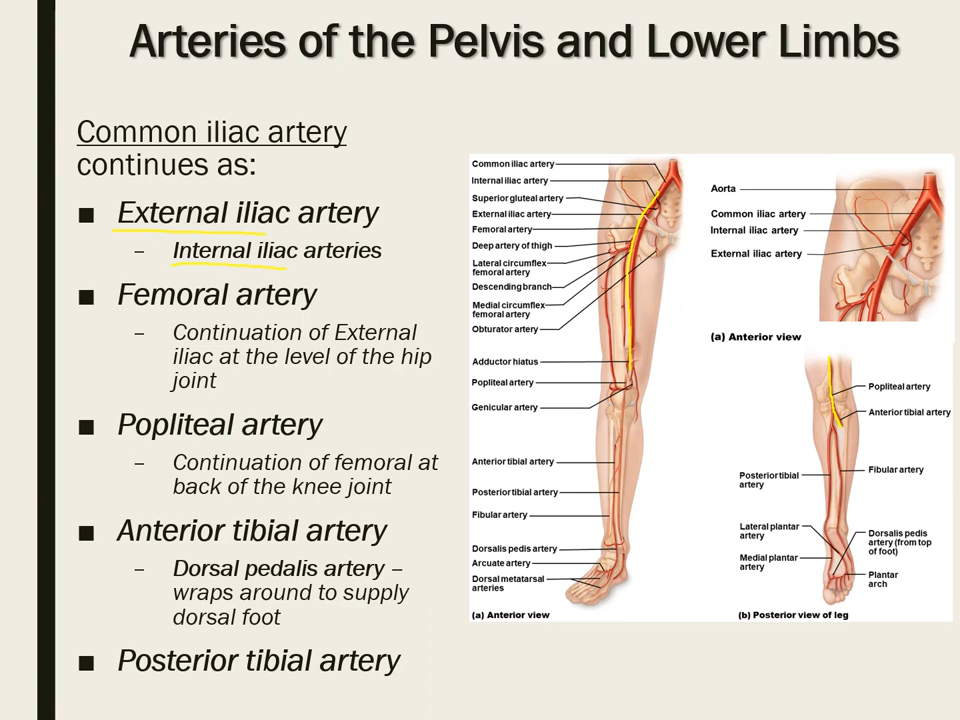 Arteries of the Pelvis and Lower Limbs
Common iliac artery
continues as:
■ External iliac artery
– Internal iliac arteries
■ Femoral artery
– Continuation of External
iliac at the level of the hip
joint
■ Popliteal artery
– Continuation of femoral at
back of the knee joint
■ Anterior tibial artery
– Dorsal pedalis artery –
wraps around to supply
dorsal foot
■ Posterior tibial artery
Common iliac artery
Internal iliac artery
Superior gluteal artery
External iliac artery
Femoral artery
Deep artery of thigh
Lateral circumflex
femoral artery
Descending branch
Medial circumflex
femoral artery
Obturator artery
Adductor hiatus
Popliteal artery
Genicular artery
Anterior tibial artery
Posterior tibial artery
Fibular artery
Dorsalis pedis artery
Arcuate artery
Dorsal metatarsal
arteries
(a) Anterior view
Aorta
Common iliac artery
Internal iliac artery
External iliac artery
(a) Anterior view
Popliteal artery
Anterior tibial artery
Posterior tibial
artery
Fibular artery
Lateral plantar
artery
Medial plantar
artery
Dorsalis pedis
artery (from top
of foot)
Plantar
arch
(b) Posterior view of leg